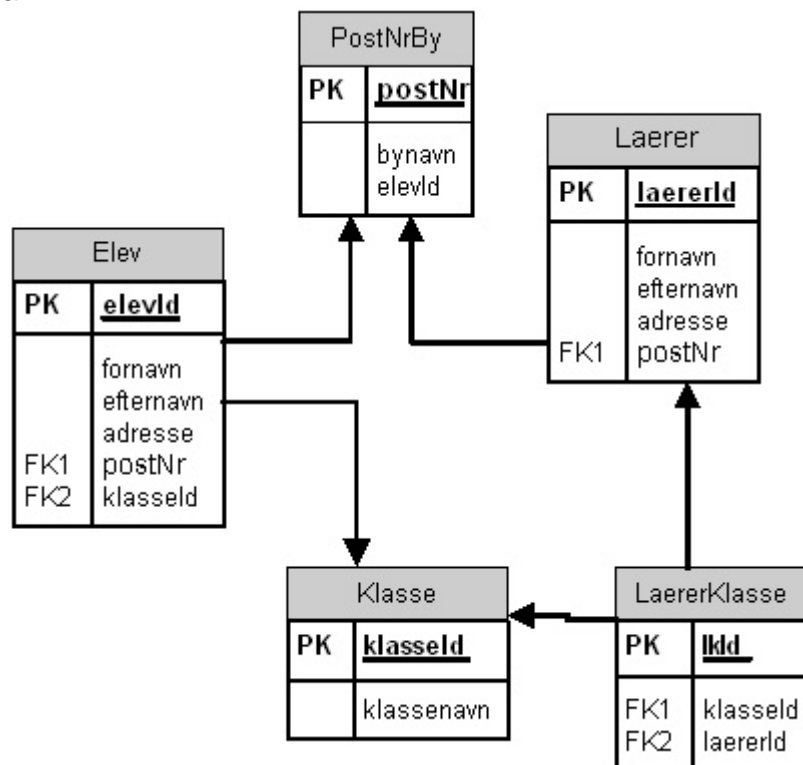 PostNrBy
PK postNr
bynavn
elevId
Laerer
PK laererId
fornavn
efternavn
adresse
FK1 postNr
Elev
PK elevId
fornavn
efternavn
adresse
FK1 postNr
FK2 klasseId
Klasse
PK klasseId
klassenavn
LaererKlasse
PK lkId
FK1 klasseId
FK2 laererId